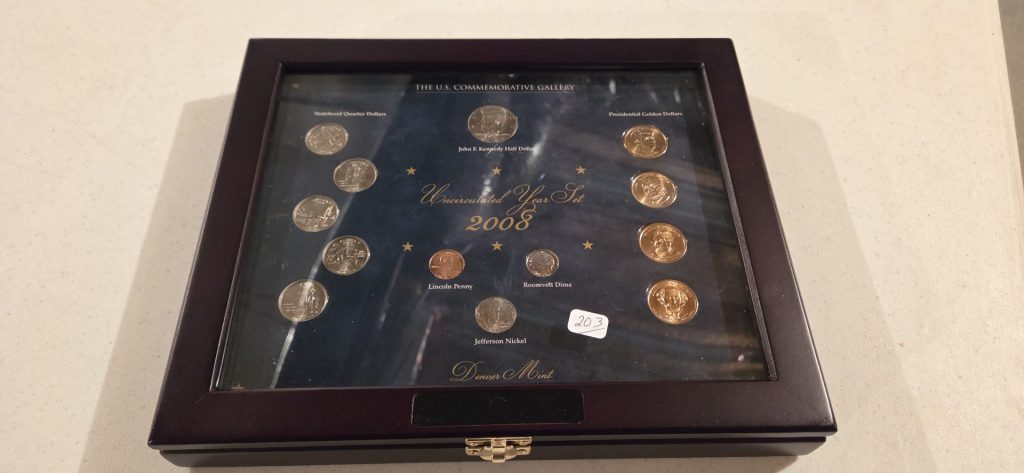 THE U.S. COMMEMORATIVE GALLERY
Statehood Quarter Dollars
Presidential Golden Dollars
John F. Kennedy Half Dollar
Uncirculated Year Set
2008
Lincoln Penny
Roosevelt Dime
203
Jefferson Nickel
Denver Mint